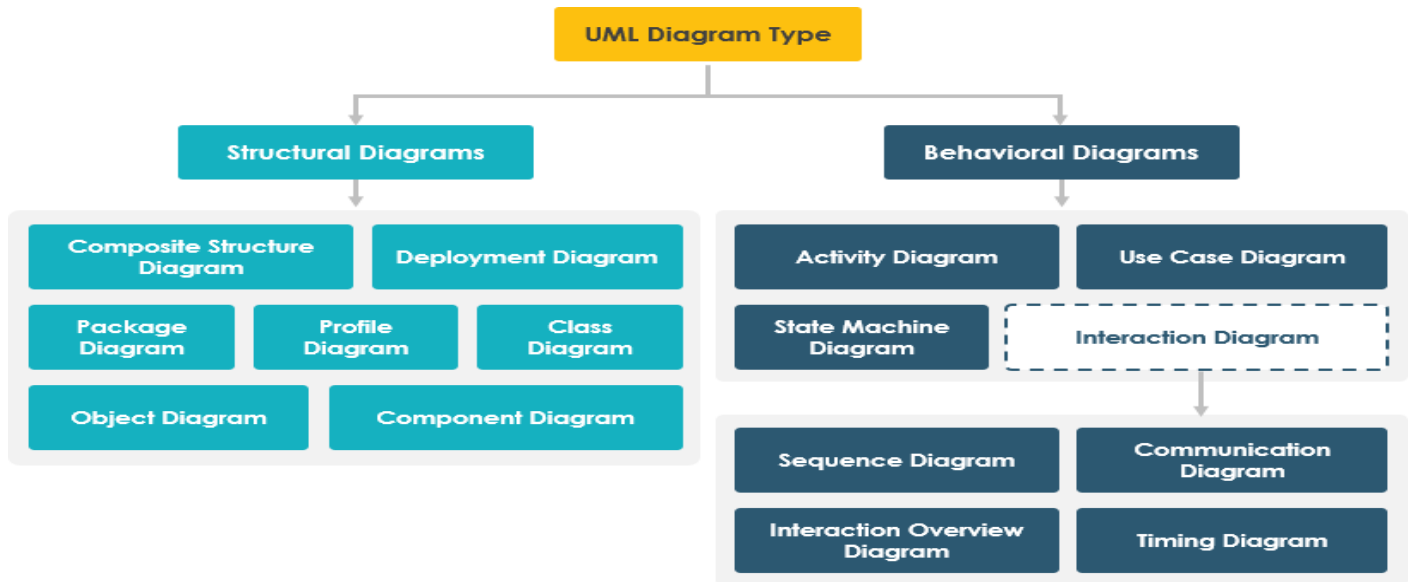 UML Diagram Type
Structural Diagrams
Behavioral Diagrams
Composite Structure
Diagram
Deployment Diagram
Package
Diagram
Profile
Diagram
Class
Diagram
Object Diagram
Component Diagram
Activity Diagram
Use Case Diagram
State Machine
Diagram
Interaction Diagram
Sequence Diagram
Communication
Diagram
Interaction Overview
Diagram
Timing Diagram